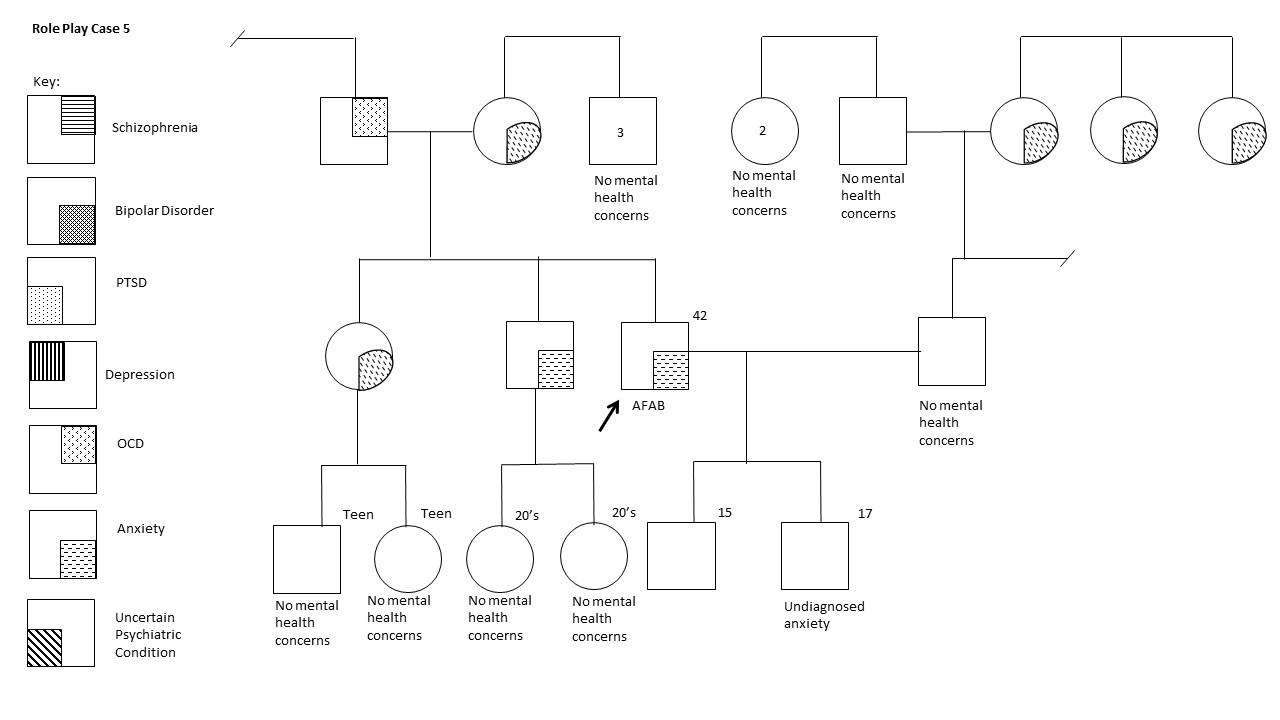 Role Play Case 5
Key:
Schizophrenia
Bipolar Disorder
PTSD
Depression
OCD
Anxiety
Uncertain
Psychiatric
Condition
3
No mental
health
concerns
2
No mental
health
concerns
No mental
health
concerns
42
AFAB
No mental
health
concerns
Teen
No mental
health
concerns
Teen
No mental
health
concerns
20's
No mental
health
concerns
20's
No mental
health
concerns
15
17
Undiagnosed
anxiety